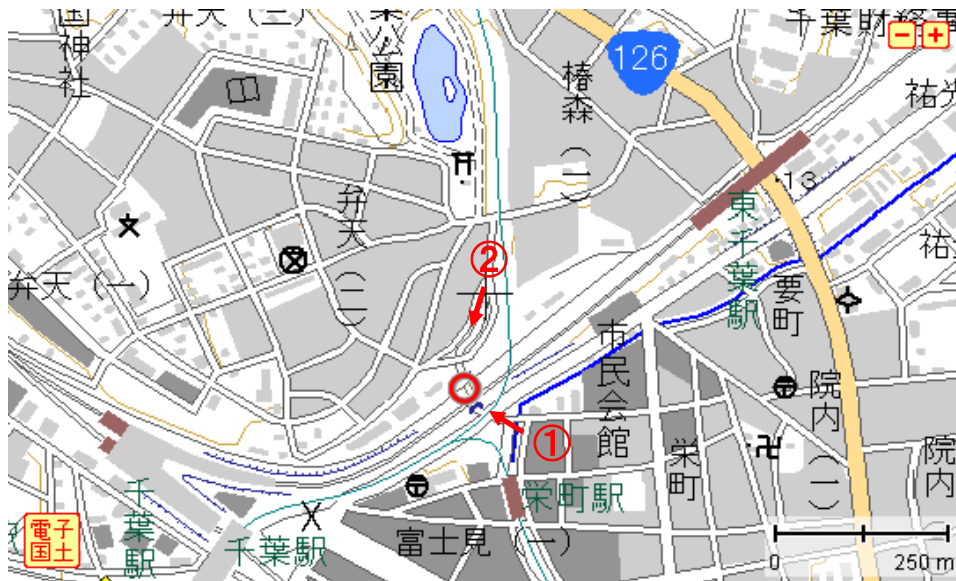 国神社
弁天（三）
公園
千葉財務事
− +
126
椿森（一）
祐光
･13
東千葉駅
弁天（二）
②
弁天（一）
祐
要町
市民会館
院内（一）
①
栄町
院内
千葉駅
千葉駅
栄町駅
富士見（一）
電子国土
0
250 m